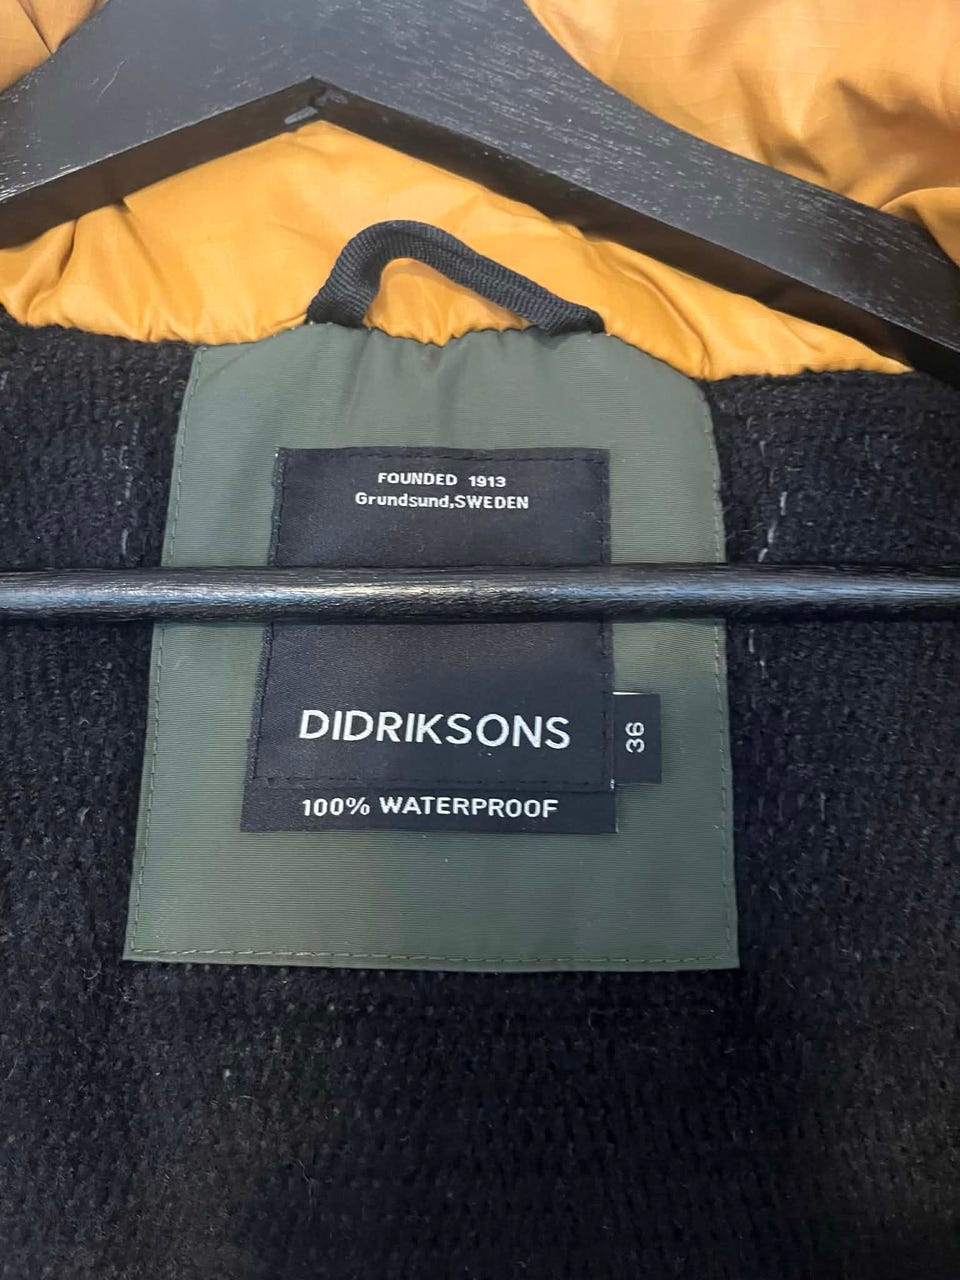 FOUNDED 1913
Grundsund,SWEDEN
DIDRIKSONS
36
100% WATERPROOF